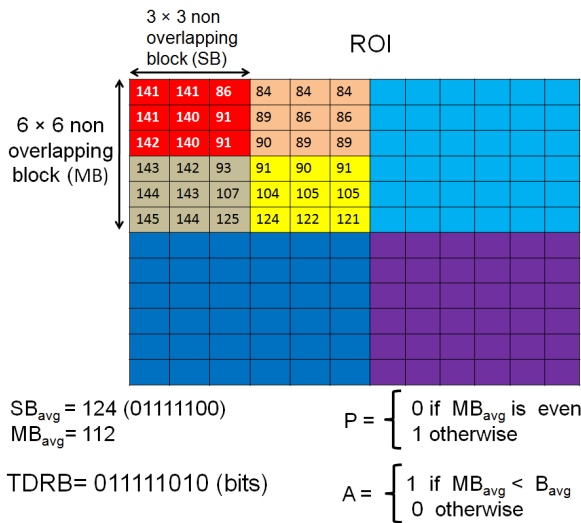 3 × 3 non
overlapping
block (SB)
ROI
6 × 6 non
overlapping
block (MB)
141 141 86 84 84 84
141 140 91 89 86 86
142 140 91 90 89 89
143 142 93 91 90 91
144 143 107 104 105 105
145 144 125 124 122 121
SBavg = 124 (01111100)
MBavg= 112
P = { 0 if MBavg is even
1 otherwise
TDRB= 011111010 (bits)
A = { 1 if MBavg < Bavg
0 otherwise